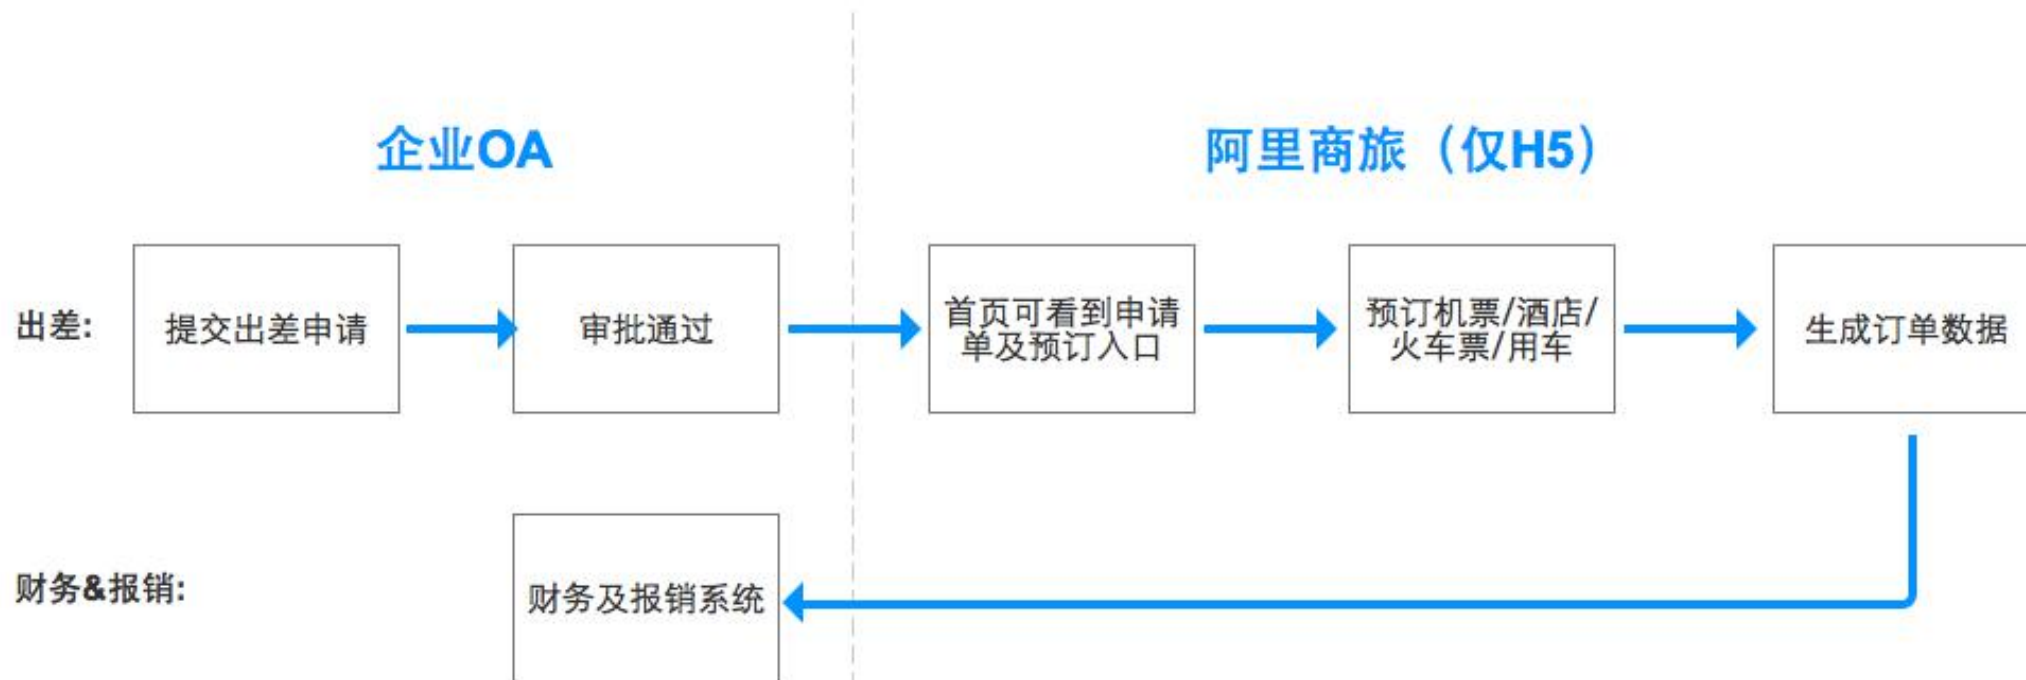 企业OA
阿里商旅（仅H5）
出差:
提交出差申请
审批通过
首页可看到申请
单及预订入口
预订机票/酒店/
火车票/用车
生成订单数据
财务&报销:
财务及报销系统